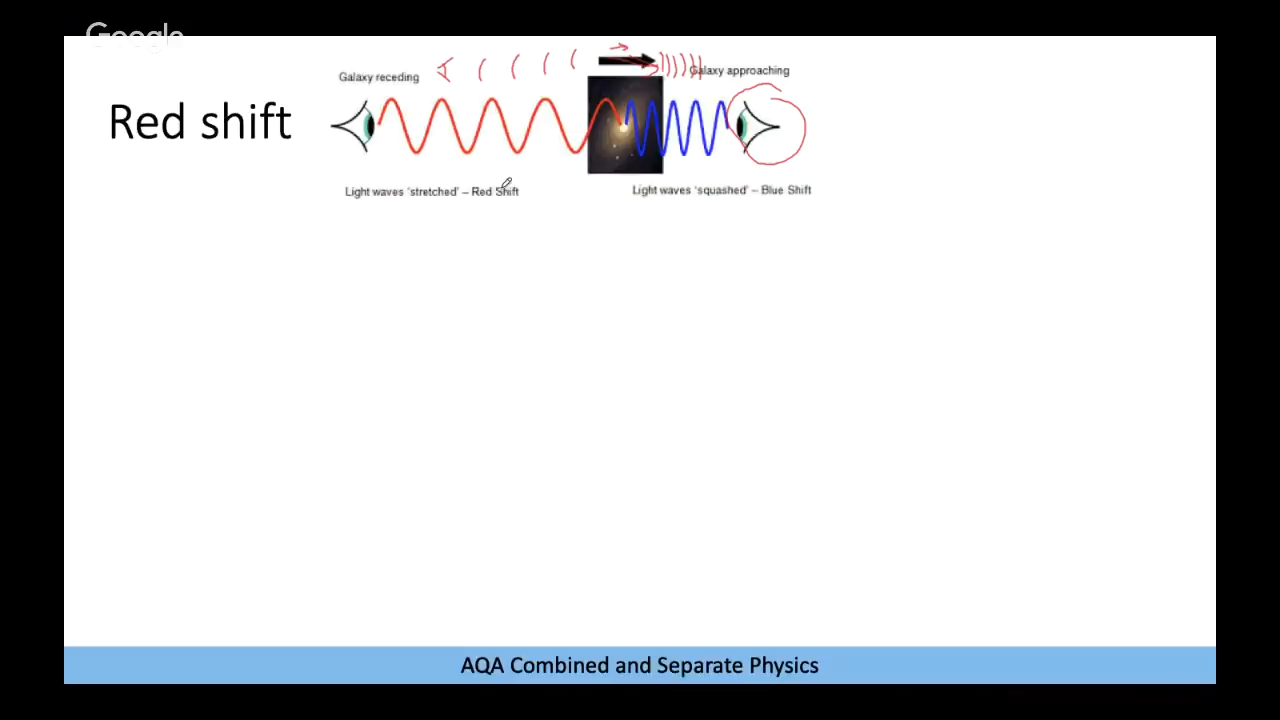 Google
Galaxy receding
Galaxy approaching
Red shift
Light waves 'stretched' – Red Shift
Light waves 'squashed' – Blue Shift
AQA Combined and Separate Physics